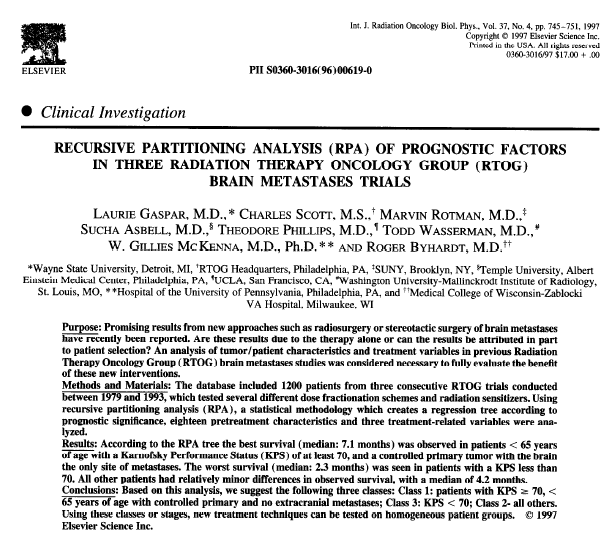 Int. J. Radiation Oncology Biol. Phys., Vol. 37, No. 4, pp. 745–751, 1997
Copyright © 1997 Elsevier Science Inc.
Printed in the USA. All rights reserved
0360-3016/97 $17.00 + .00
ELSEVIER
PII S0360-3016(96)00619-0
● Clinical Investigation
RECURSIVE PARTITIONING ANALYSIS (RPA) OF PROGNOSTIC FACTORS
IN THREE RADIATION THERAPY ONCOLOGY GROUP (RTOG)
BRAIN METASTASES TRIALS
LAURIE GASPAR, M.D.,* CHARLES SCOTT, M.S.,† MARVIN ROTMAN, M.D.,‡
SUCHA ASBELL, M.D.,§ THEODORE PHILLIPS, M.D.,¶ TODD WASSERMAN, M.D.,#
W. GILLIES MCKENNA, M.D., PH.D.** AND ROGER BYHARDT, M.D.††
*Wayne State University, Detroit, MI, †RTOG Headquarters, Philadelphia, PA, ‡SUNY, Brooklyn, NY, §Temple University, Albert
Einstein Medical Center, Philadelphia, PA, ¶UCLA, San Francisco, CA, #Washington University-Mallinckrodt Institute of Radiology,
St. Louis, MO, **Hospital of the University of Pennsylvania, Philadelphia, PA, and ††Medical College of Wisconsin-Zablocki
VA Hospital, Milwaukee, WI
Purpose: Promising results from new approaches such as radiosurgery or stereotactic surgery of brain metastases
have recently been reported. Are these results due to the therapy alone or can the results be attributed in part
to patient selection? An analysis of tumor/patient characteristics and treatment variables in previous Radiation
Therapy Oncology Group (RTOG) brain metastases studies was considered necessary to fully evaluate the benefit
of these new interventions.
Methods and Materials: The database included 1200 patients from three consecutive RTOG trials conducted
between 1979 and 1993, which tested several different dose fractionation schemes and radiation sensitizers. Using
recursive partitioning analysis (RPA), a statistical methodology which creates a regression tree according to
prognostic significance, eighteen pretreatment characteristics and three treatment-related variables were ana-
lyzed.
Results: According to the RPA tree the best survival (median: 7.1 months) was observed in patients < 65 years
of age with a Karnofsky Performance Status (KPS) of at least 70, and a controlled primary tumor with the brain
the only site of metastases. The worst survival (median: 2.3 months) was seen in patients with a KPS less than
70. All other patients had relatively minor differences in observed survival, with a median of 4.2 months.
Conclusions: Based on this analysis, we suggest the following three classes: Class 1: patients with KPS ≥ 70, <
65 years of age with controlled primary and no extracranial metastases; Class 3: KPS < 70; Class 2- all others.
Using these classes or stages, new treatment techniques can be tested on homogeneous patient groups. © 1997
Elsevier Science Inc.